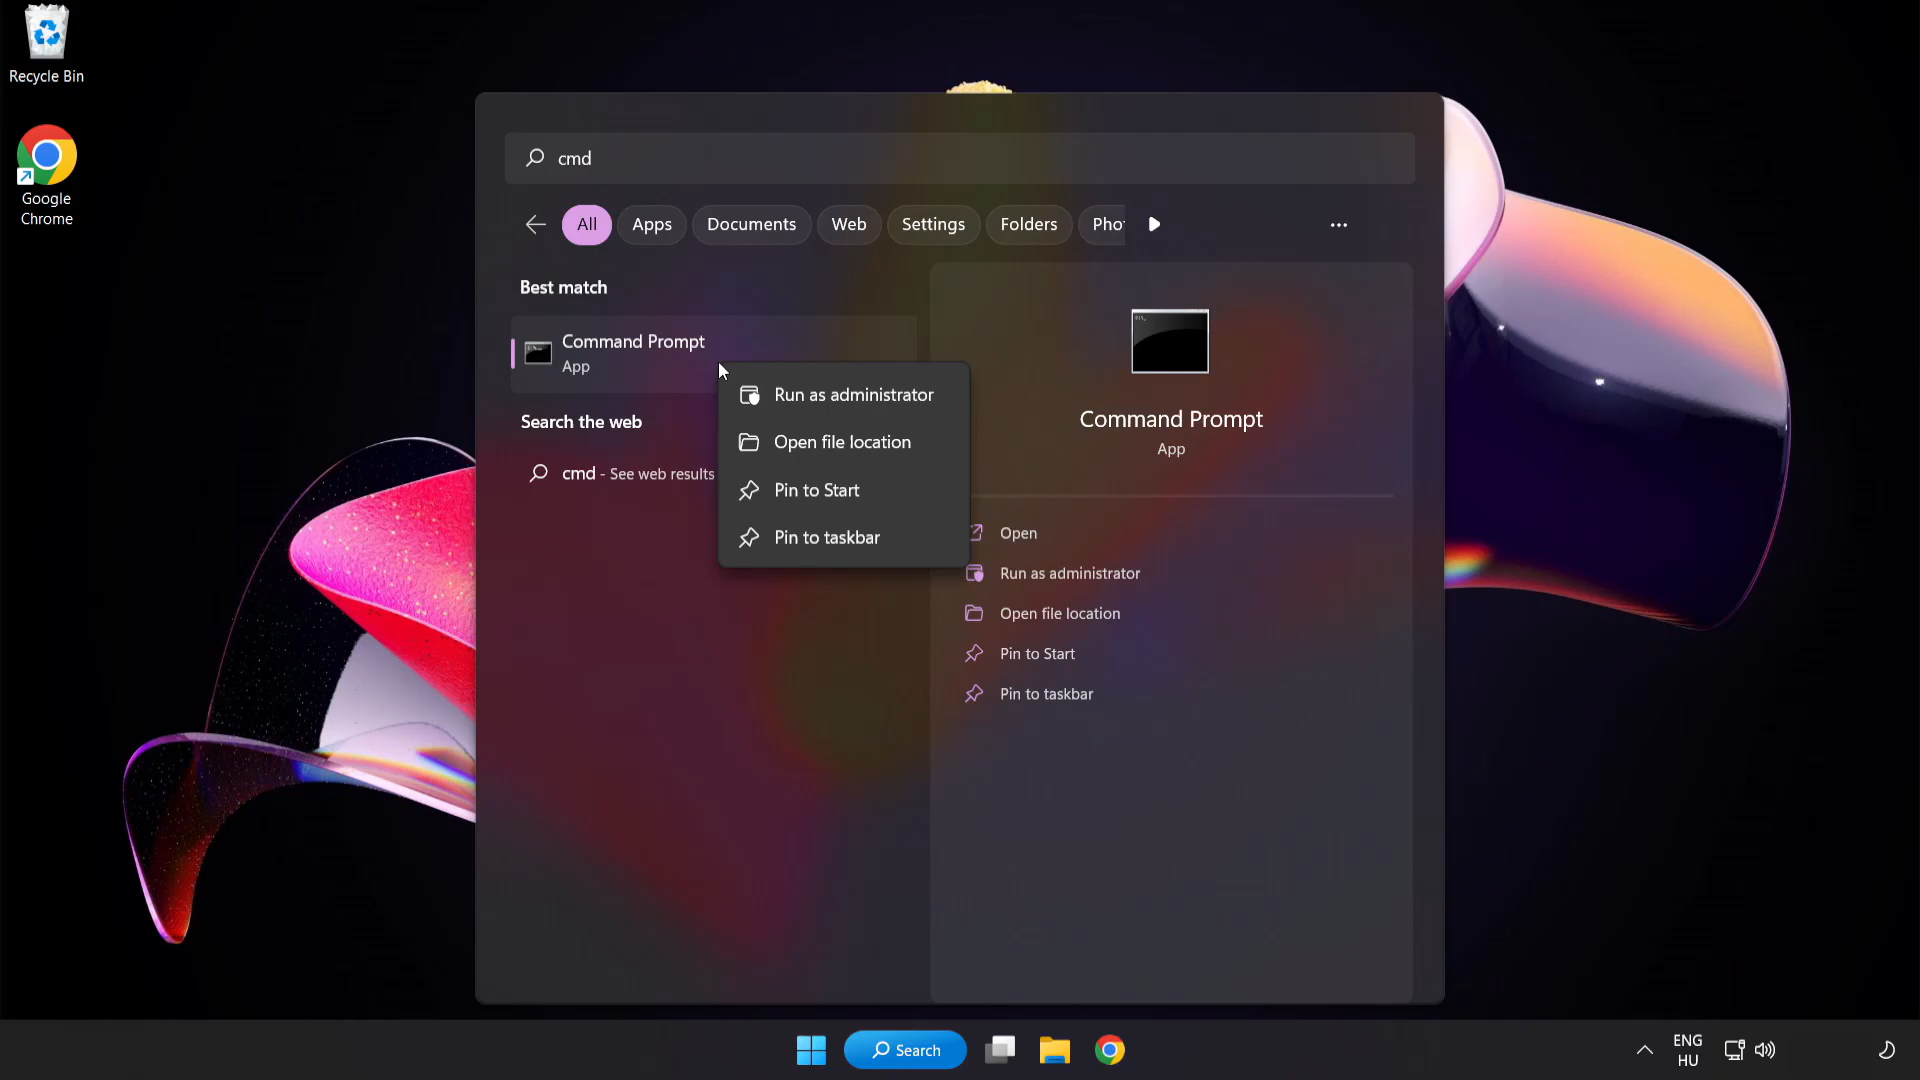 Recycle Bin
Google
Chrome
cmd
All
Apps
Documents
Web
Settings
Folders
Pho
Best match
Command Prompt
App
Search the web
cmd - See web results
Run as administrator
Open file location
Pin to Start
Pin to taskbar
Command Prompt
App
Open
Run as administrator
Open file location
Pin to Start
Pin to taskbar
Search
ENG
HU